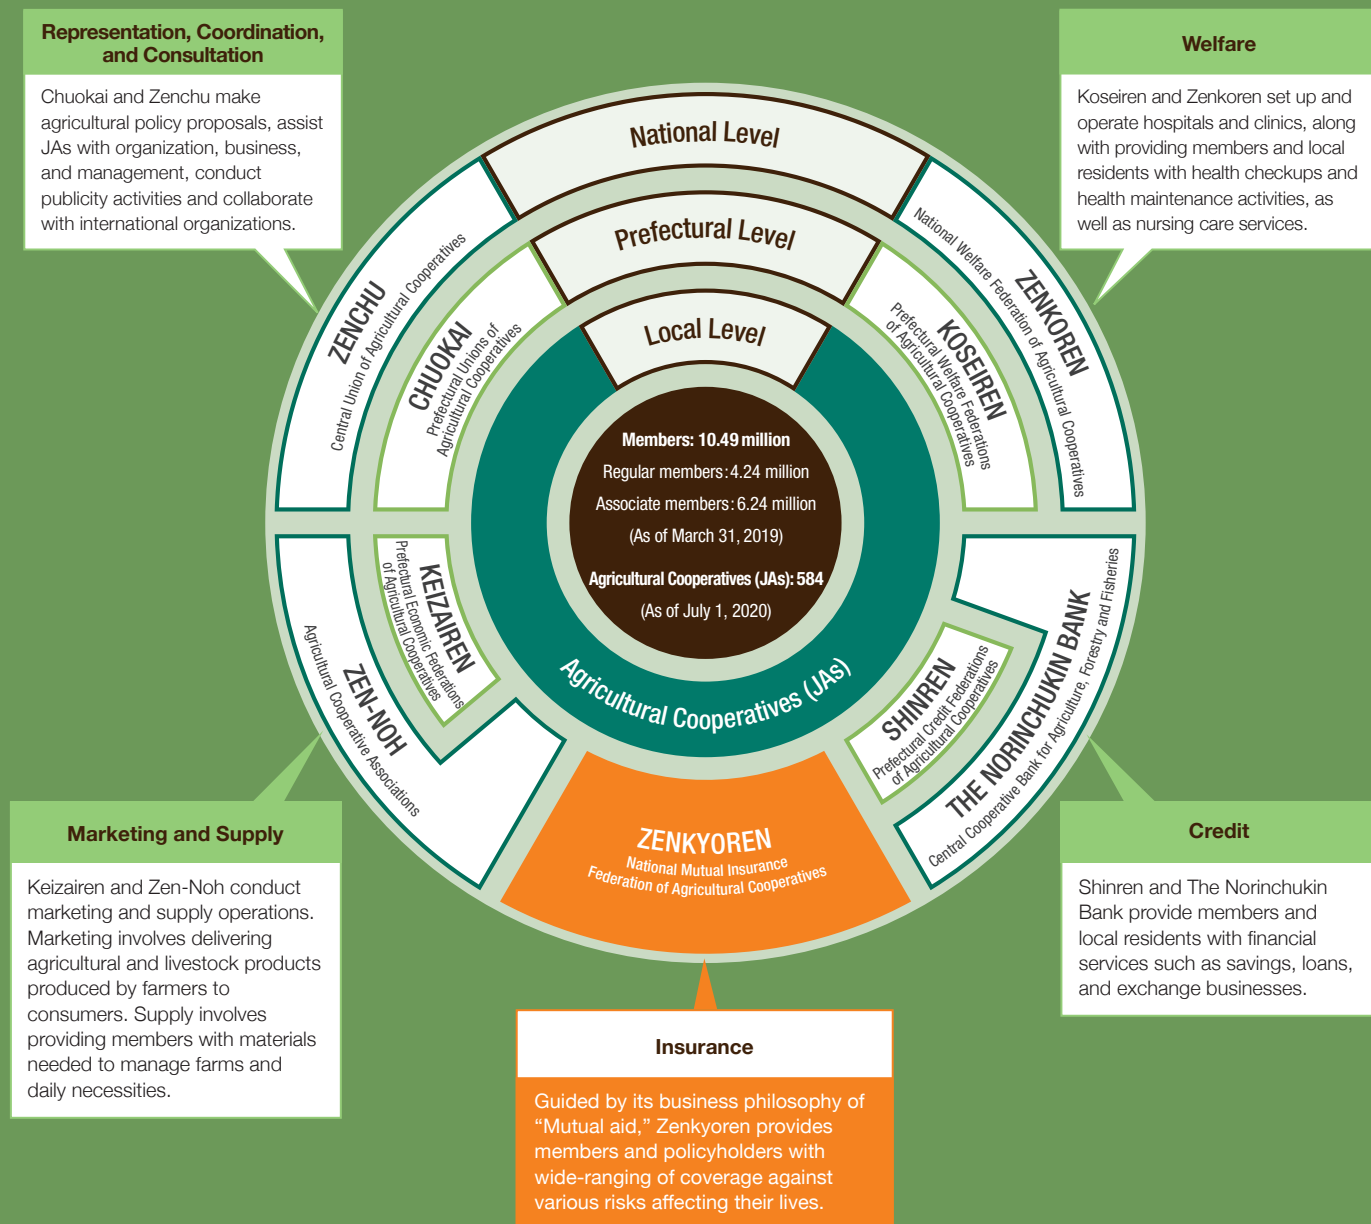 Representation, Coordination,
and Consultation
Chuokai and Zenchu make
agricultural policy proposals, assist
JAs with organization, business,
and management, conduct
publicity activities and collaborate
with international organizations.
Welfare
Koseiren and Zenkoren set up and
operate hospitals and clinics, along
with providing members and local
residents with health checkups and
health maintenance activities, as
well as nursing care services.
National Level
Prefectural Level
Local Level
ZENCHU
Central Union of Agricultural Cooperatives
CHUOKAI
Prefectural Unions of
Agricultural Cooperatives
ZENKOREN
National Welfare Federation of Agricultural Cooperatives
KOSEIREN
Prefectural Welfare Federations
of Agricultural Cooperatives
Members: 10.49 million
Regular members: 4.24 million
Associate members: 6.24 million
(As of March 31, 2019)
Agricultural Cooperatives (JAs): 584
(As of July 1, 2020)
Agricultural Cooperatives (JAs)
KEIZAIREN
Prefectural Economic Federations
of Agricultural Cooperatives
ZEN-NOH
Agricultural Cooperative Associations
SHINREN
Prefectural Credit Federations
of Agricultural Cooperatives
THE NORINCHUKIN BANK
Central Cooperative Bank for Agriculture, Forestry and Fisheries
ZENKYOREN
National Mutual Insurance
Federation of Agricultural Cooperatives
Marketing and Supply
Keizairen and Zen-Noh conduct
marketing and supply operations.
Marketing involves delivering
agricultural and livestock products
produced by farmers to
consumers. Supply involves
providing members with materials
needed to manage farms and
daily necessities.
Credit
Shinren and The Norinchukin
Bank provide members and
local residents with financial
services such as savings, loans,
and exchange businesses.
Insurance
Guided by its business philosophy of
“Mutual aid,” Zenkyoren provides
members and policyholders with
wide-ranging of coverage against
various risks affecting their lives.